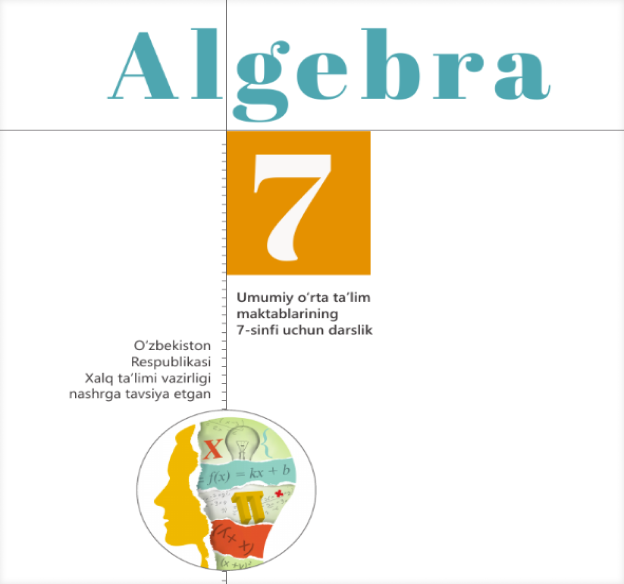 Algebra
7
Umumiy o‘rta ta’lim
maktablarining
7-sinfi uchun darslik
O‘zbekiston
Respublikasi
Xalq ta’limi vazirligi
nashrga tavsiya etgan
X
f(x) = kx + b
π
(x + x)
(x + y)²